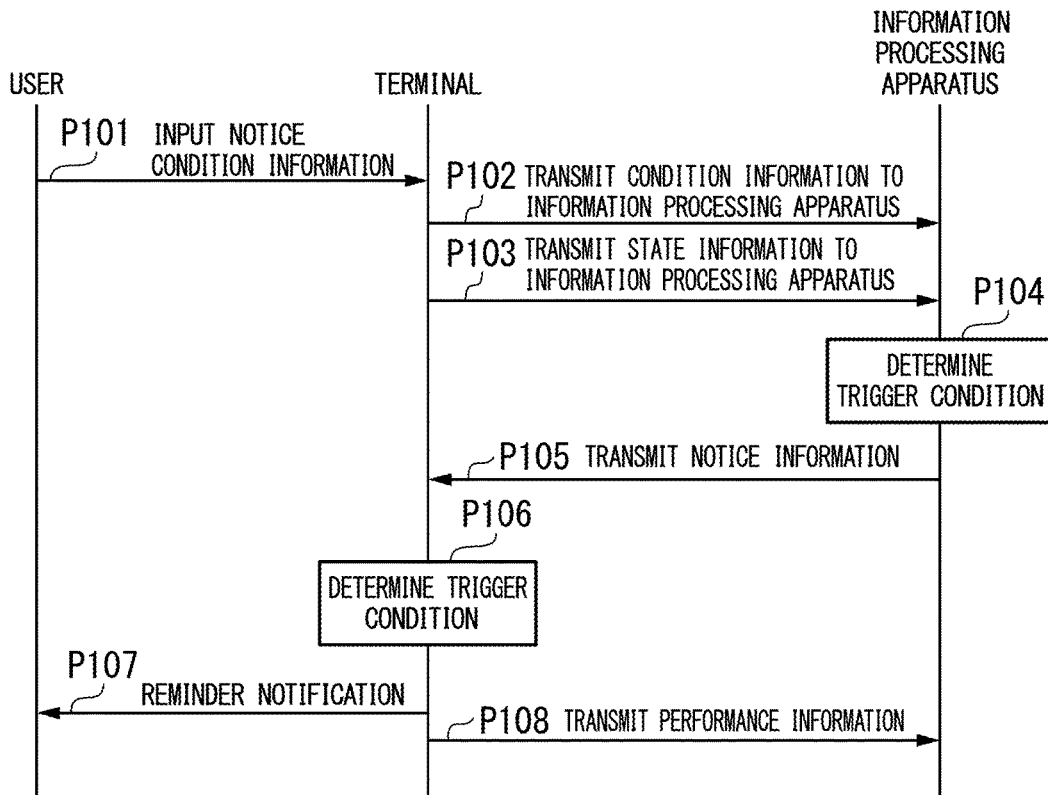 USER
TERMINAL
INFORMATION
PROCESSING
APPARATUS
P101
INPUT NOTICE
CONDITION INFORMATION
P102
TRANSMIT CONDITION INFORMATION TO
INFORMATION PROCESSING APPARATUS
P103
TRANSMIT STATE INFORMATION TO
INFORMATION PROCESSING APPARATUS
P104
DETERMINE
TRIGGER CONDITION
P105
TRANSMIT NOTICE INFORMATION
P106
DETERMINE TRIGGER
CONDITION
P107
REMINDER NOTIFICATION
P108
TRANSMIT PERFORMANCE INFORMATION